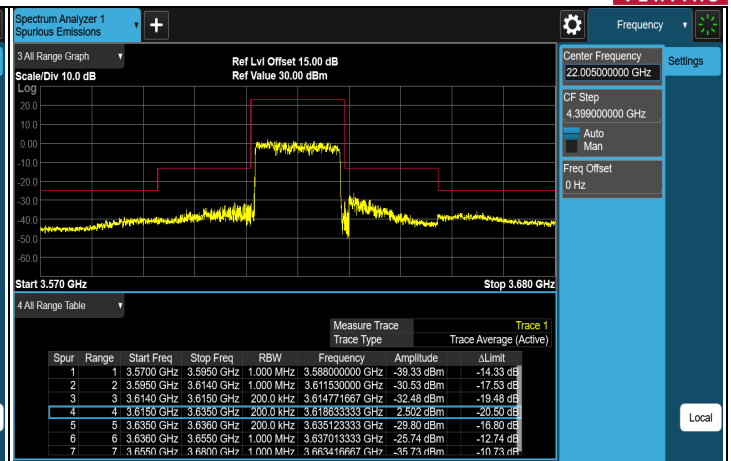 Spectrum Analyzer 1
Spurious Emissions
Frequency
3 All Range Graph
Ref Lvl Offset 15.00 dB
Scale/Div 10.0 dB
Ref Value 30.00 dBm
Log
20.0
10.0
0.00
-10.0
-20.0
-30.0
-40.0
-50.0
-60.0
Start 3.570 GHz
Stop 3.680 GHz
Center Frequency
22.005000000 GHz
Settings
CF Step
4.399000000 GHz
Auto
Man
Freq Offset
0 Hz
4 All Range Table
Measure Trace Trace 1
Trace Type Trace Average (Active)
Spur Range Start Freq Stop Freq RBW Frequency Amplitude ΔLimit
1 1 3.5700 GHz 3.5950 GHz 1.000 MHz 3.588000000 GHz -39.33 dBm -14.33 dB
2 2 3.5950 GHz 3.6140 GHz 1.000 MHz 3.611530000 GHz -30.53 dBm -17.53 dB
3 3 3.6140 GHz 3.6150 GHz 200.0 kHz 3.614771667 GHz -32.48 dBm -19.48 dB
4 4 3.6150 GHz 3.6350 GHz 200.0 kHz 3.618633333 GHz 2.502 dBm -20.50 dB
5 5 3.6350 GHz 3.6360 GHz 200.0 kHz 3.635123333 GHz -29.80 dBm -16.80 dB
6 6 3.6360 GHz 3.6550 GHz 1.000 MHz 3.637013333 GHz -25.74 dBm -12.74 dB
7 7 3.6550 GHz 3.6800 GHz 1.000 MHz 3.663416667 GHz -35.73 dBm -10.73 dB
Local